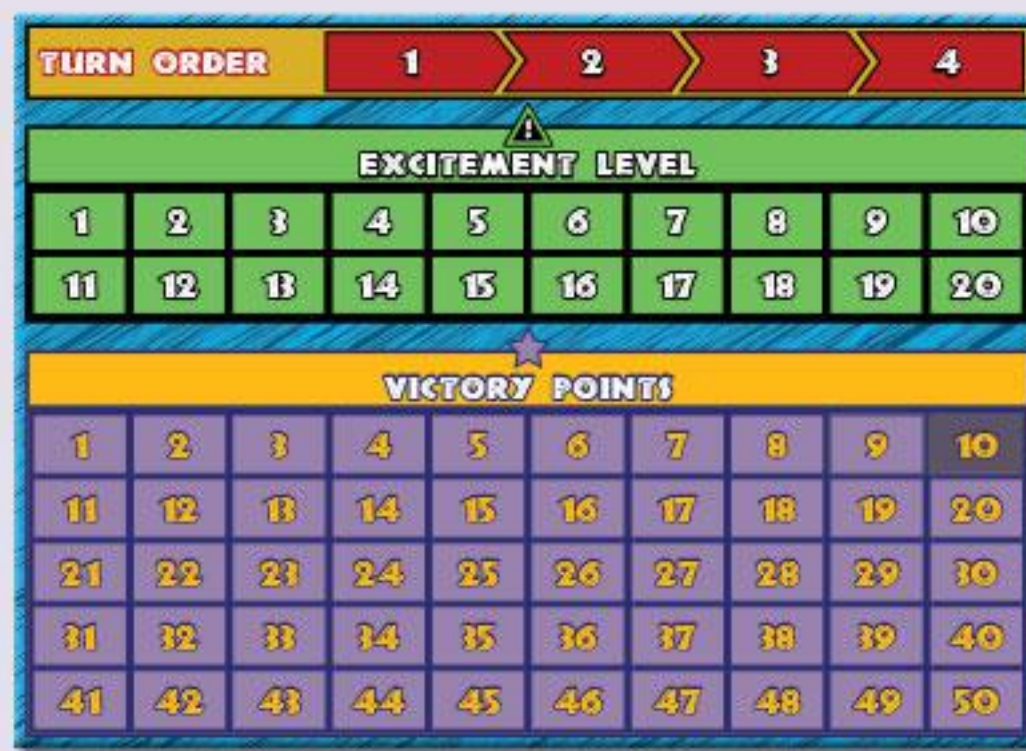 TURN ORDER 1 2 3 4
!
EXCITEMENT LEVEL
1 2 3 4 5 6 7 8 9 10
11 12 13 14 15 16 17 18 19 20
VICTORY POINTS
1 2 3 4 5 6 7 8 9 10
11 12 13 14 15 16 17 18 19 20
21 22 23 24 25 26 27 28 29 30
31 32 33 34 35 36 37 38 39 40
41 42 43 44 45 46 47 48 49 50